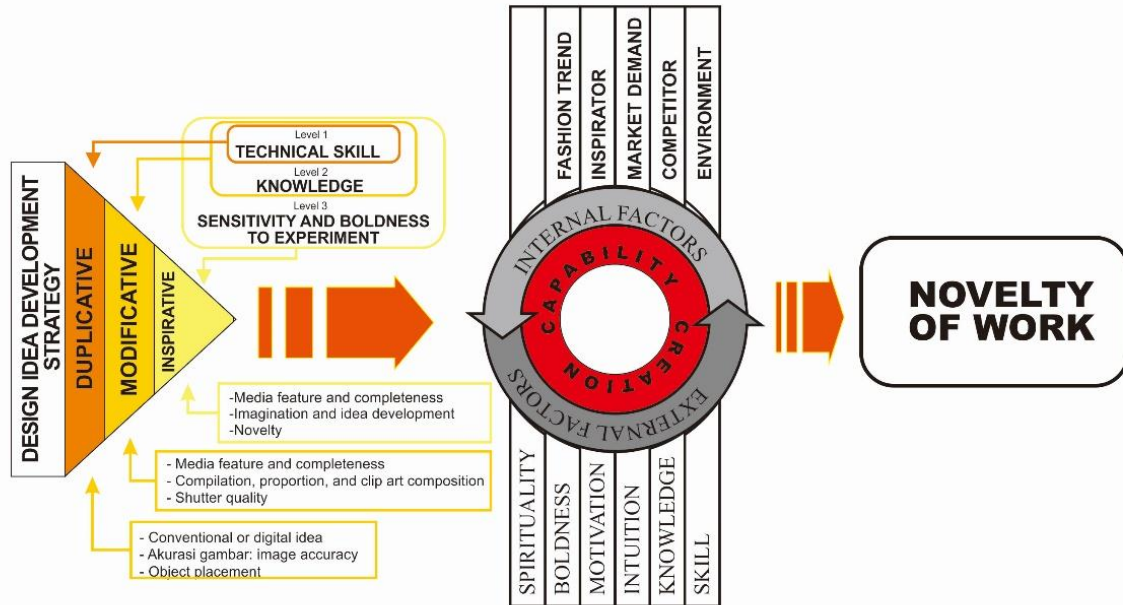 DESIGN IDEA DEVELOPMENT
STRATEGY
DUPLICATIVE
MODIFICATIVE
INSPIRATIVE
Level 1
TECHNICAL SKILL
Level 2
KNOWLEDGE
Level 3
SENSITIVITY AND BOLDNESS
TO EXPERIMENT
-Media feature and completeness
-Imagination and idea development
-Novelty
- Media feature and completeness
- Compilation, proportion, and clip art composition
- Shutter quality
- Conventional or digital idea
- Akurasi gambar: image accuracy
- Object placement
FASHION TREND
INSPIRATOR
MARKET DEMAND
COMPETITOR
ENVIRONMENT
INTERNAL FACTORS
CAPABILITY
CREATION
EXTERNAL FACTORS
SPIRITUALITY
BOLDNESS
MOTIVATION
INTUITION
KNOWLEDGE
SKILL
NOVELTY
OF WORK